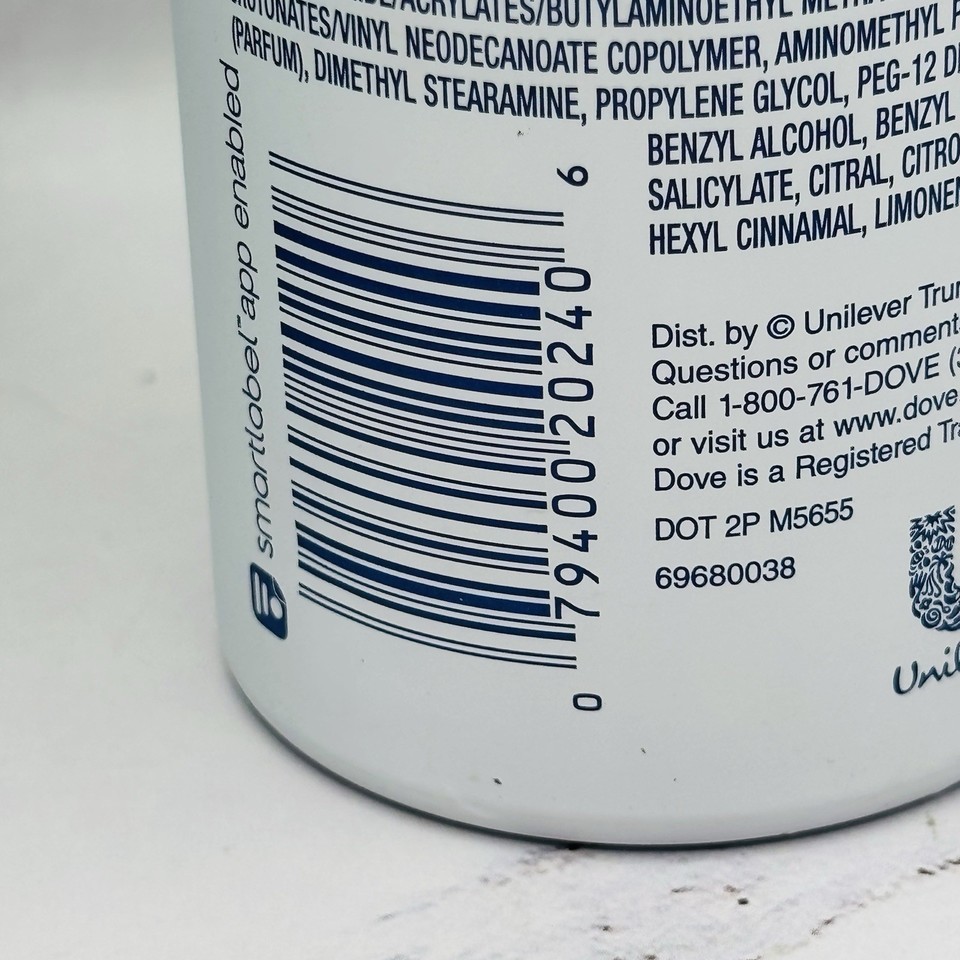 VINYL NEODECANOATE COPOLYMER, AMINOMETHYL
(PARFUM), DIMETHYL STEARAMINE, PROPYLENE GLYCOL, PEG-12
BENZYL ALCOHOL, BENZYL
SALICYLATE, CITRAL,
HEXYL CINNAMAL,
smartlabel™ app enabled
0 79400 20240 6
Dist. by © Unilever
Questions or
Call 1-800-761-DOVE
or visit us at www.dove
Dove is a Registered
DOT 2P M5655
69680038